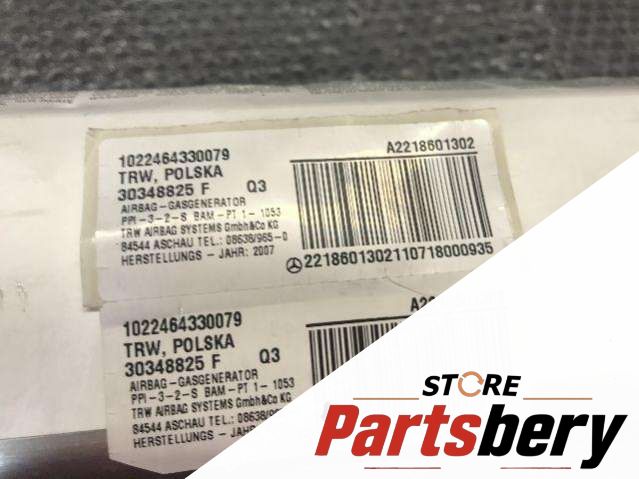 1022464330079
TRW, POLSKA
30348825 F Q3
AIRBAG-GASGENERATOR
PPI-3-2-S BAM-PT 1- 1053
TRW AIRBAG SYSTEMS Gmbh&Co KG
84544 ASCHAU TEL.: 08638/965-0
HERSTELLUNGS - JAHR: 2007
A2218601302
2218601302110718000935
1022464330079
TRW, POLSKA
30348825 F Q3
AIRBAG-GASGENERATOR
PPI-3-2-S BAM-PT 1- 1053
TRW AIRBAG SYSTEMS Gmbh&Co KG
84544 ASCHAU TEL.: 08638/965-0
HERSTELLUNGS - JAHR:
STORE
Partsbery